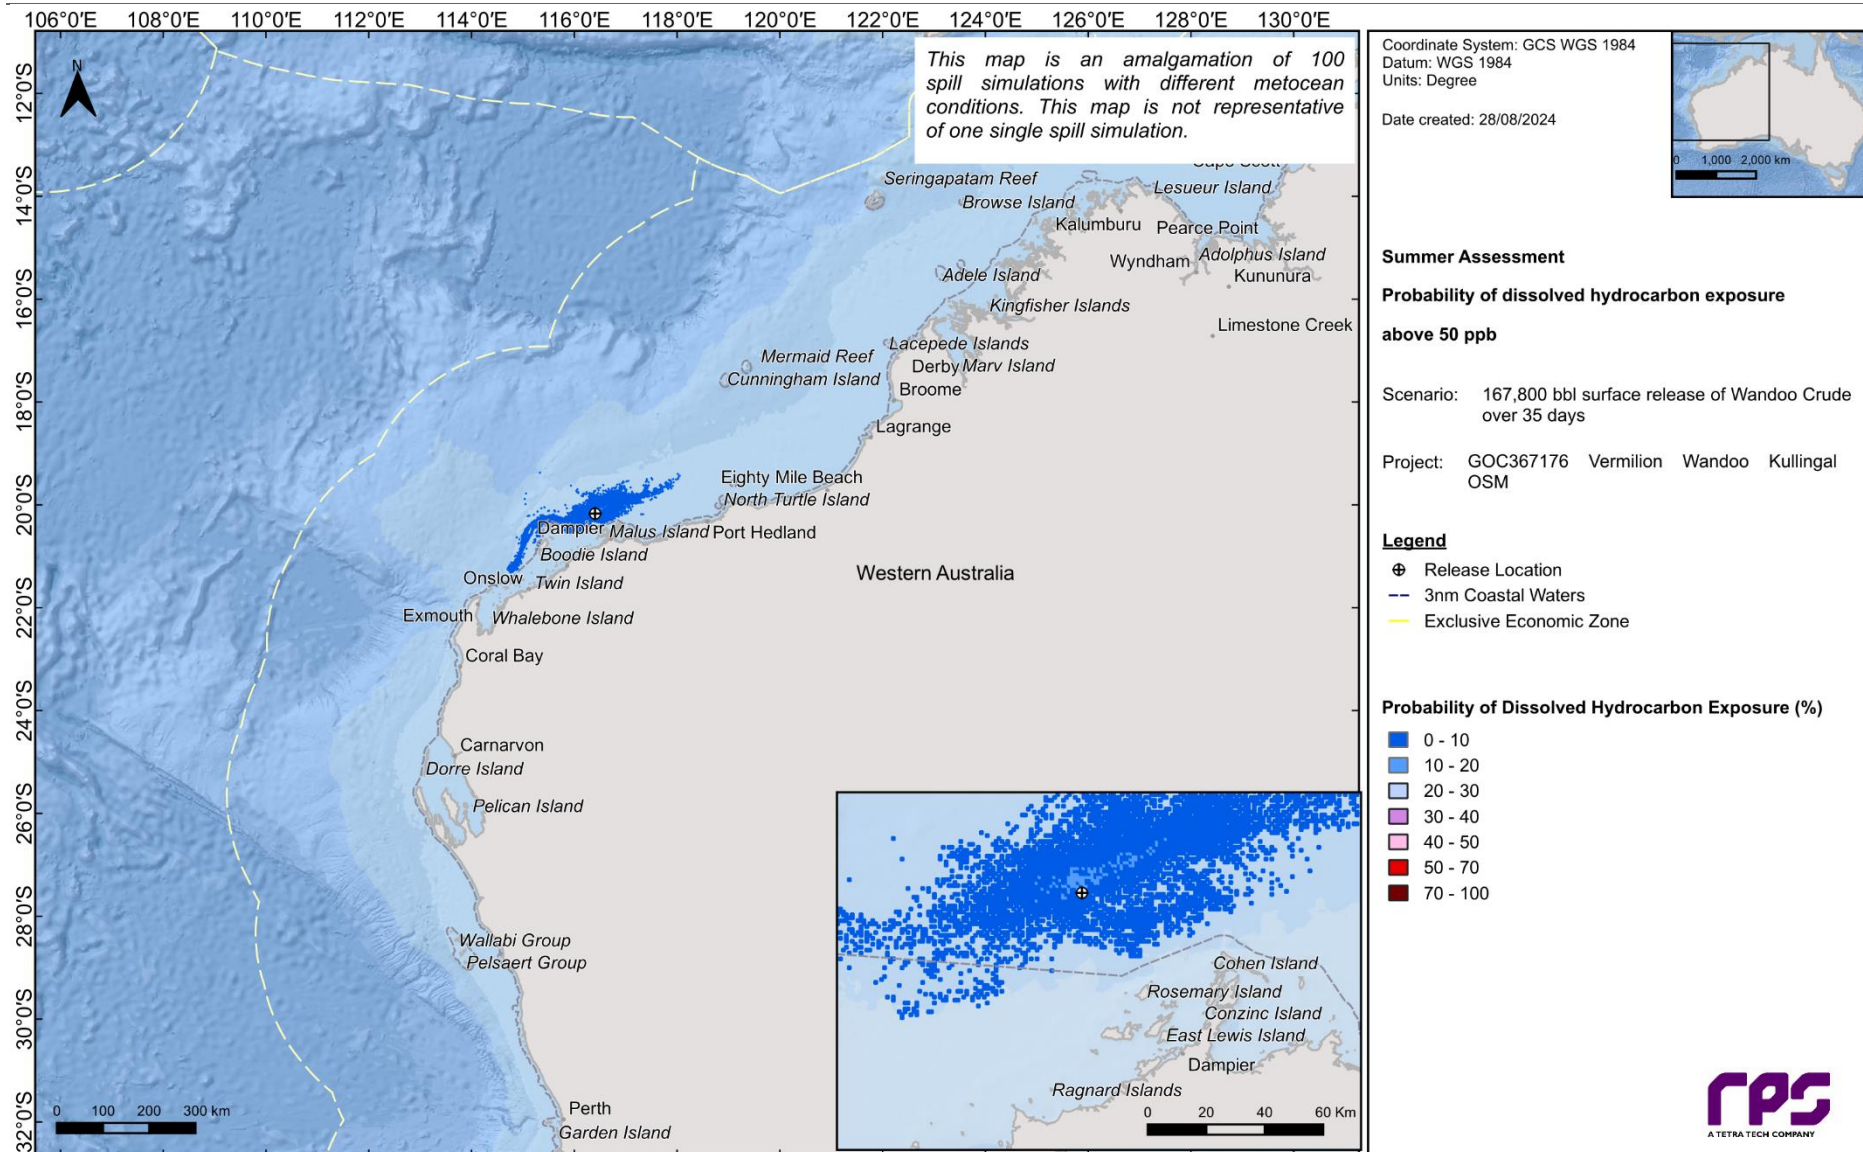 106°0'E 108°0'E 110°0'E 112°0'E 114°0'E 116°0'E 118°0'E 120°0'E 122°0'E 124°0'E 126°0'E 128°0'E 130°0'E
12°0'S
14°0'S
16°0'S
18°0'S
20°0'S
22°0'S
24°0'S
26°0'S
28°0'S
30°0'S
32°0'S
N
This map is an amalgamation of 100
spill simulations with different metocean
conditions. This map is not representative
of one single spill simulation.
Seringapatam Reef
Lesueur Island
Browse Island
Kalumburu
Pearce Point
Adolphus Island
Wyndham
Kununura
Adele Island
Kingfisher Islands
Limestone Creek
Lacepede Islands
Mermaid Reef
Derby
Marv Island
Cunningham Island
Broome
Lagrange
Eighty Mile Beach
North Turtle Island
Dampier
Malus Island
Port Hedland
Boodie Island
Western Australia
Onslow
Twin Island
Exmouth
Whalebone Island
Coral Bay
Carnarvon
Dorre Island
Pelican Island
Wallabi Group
Pelsaert Group
Perth
Garden Island
0 100 200 300 km
Cohen Island
Rosemary Island
Conzinc Island
East Lewis Island
Dampier
Ragnard Islands
0 20 40 60 Km
Coordinate System: GCS WGS 1984
Datum: WGS 1984
Units: Degree
Date created: 28/08/2024
0 1,000 2,000 km
Summer Assessment
Probability of dissolved hydrocarbon exposure
above 50 ppb
Scenario: 167,800 bbl surface release of Wandoo Crude
over 35 days
Project: GOC367176 Vermilion Wandoo Kullingal
OSM
Legend
Release Location
3nm Coastal Waters
Exclusive Economic Zone
Probability of Dissolved Hydrocarbon Exposure (%)
0 - 10
10 - 20
20 - 30
30 - 40
40 - 50
50 - 70
70 - 100
rps
A TETRA TECH COMPANY